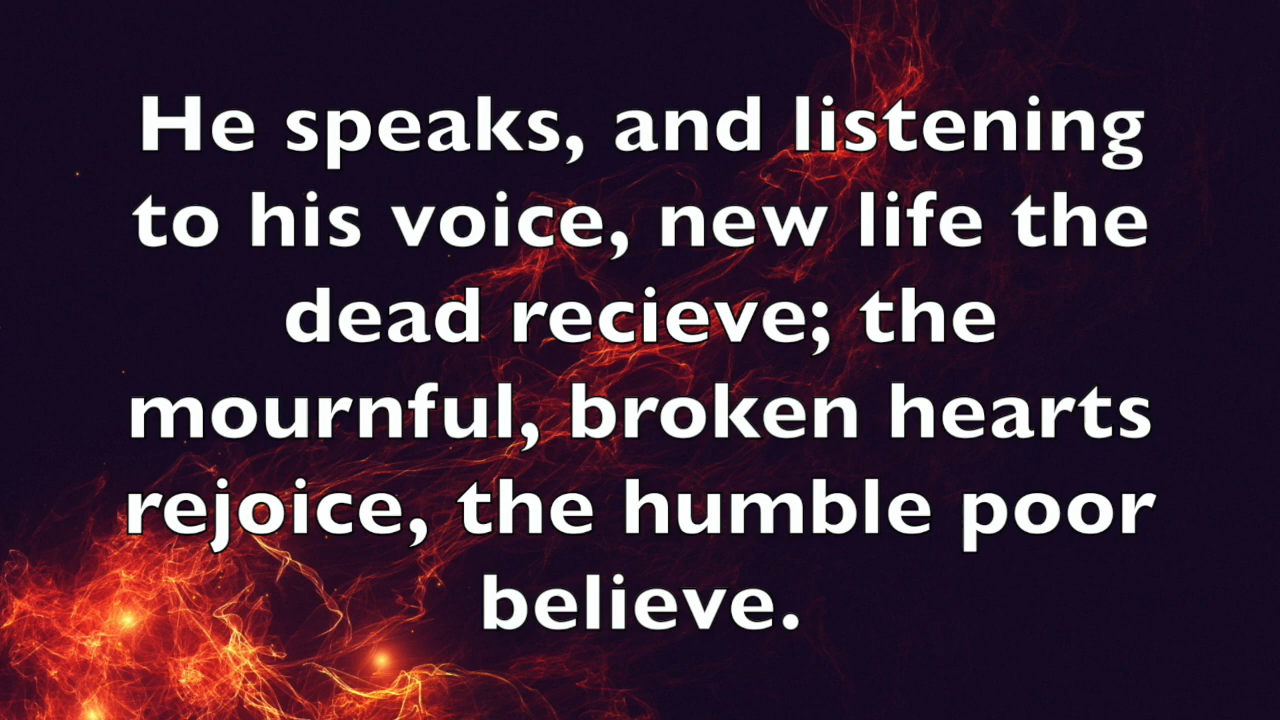 He speaks, and listening
to his voice, new life the
dead recieve; the
mournful, broken hearts
rejoice, the humble poor
believe.